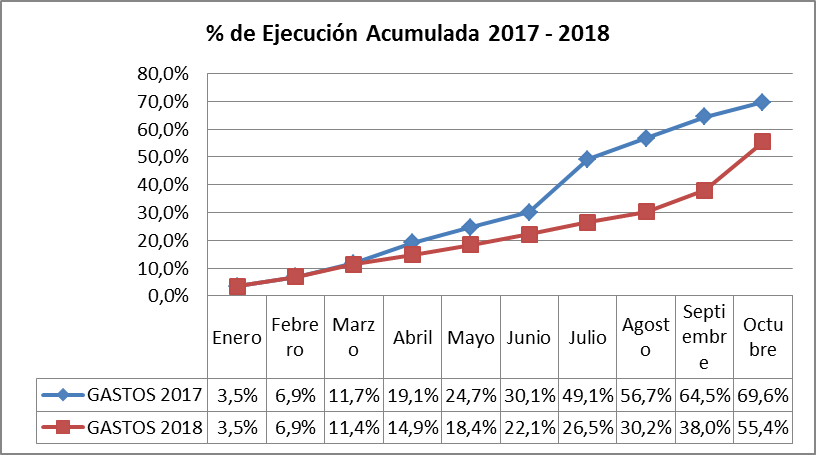 % de Ejecución Acumulada 2017 - 2018
80,0%
70,0%
60,0%
50,0%
40,0%
30,0%
20,0%
10,0%
0,0%
Enero Febre Marzo Abril Mayo Junio Julio Agost Septi Octu
ro o embr bre
e
GASTOS 2017 3,5% 6,9% 11,7% 19,1% 24,7% 30,1% 49,1% 56,7% 64,5% 69,6%
GASTOS 2018 3,5% 6,9% 11,4% 14,9% 18,4% 22,1% 26,5% 30,2% 38,0% 55,4%